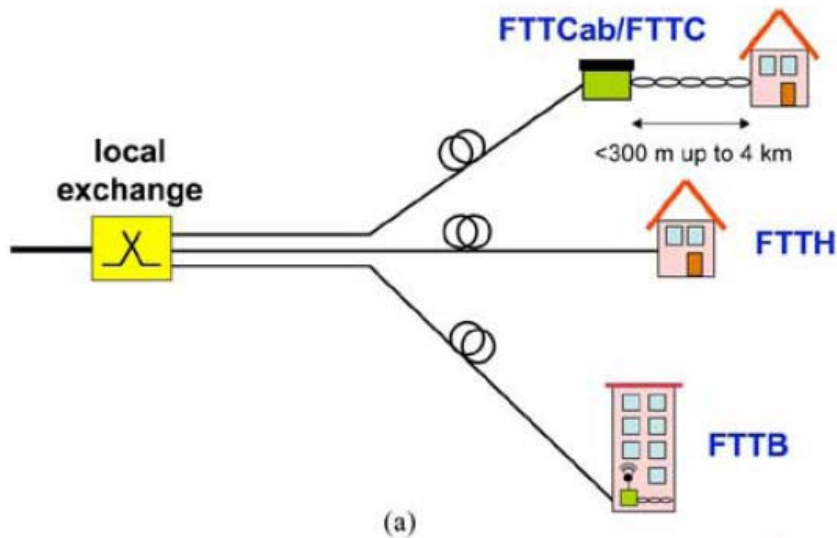 FTTCab/FTTC
<300 m up to 4 km
local
exchange
FTTH
FTTB
(a)